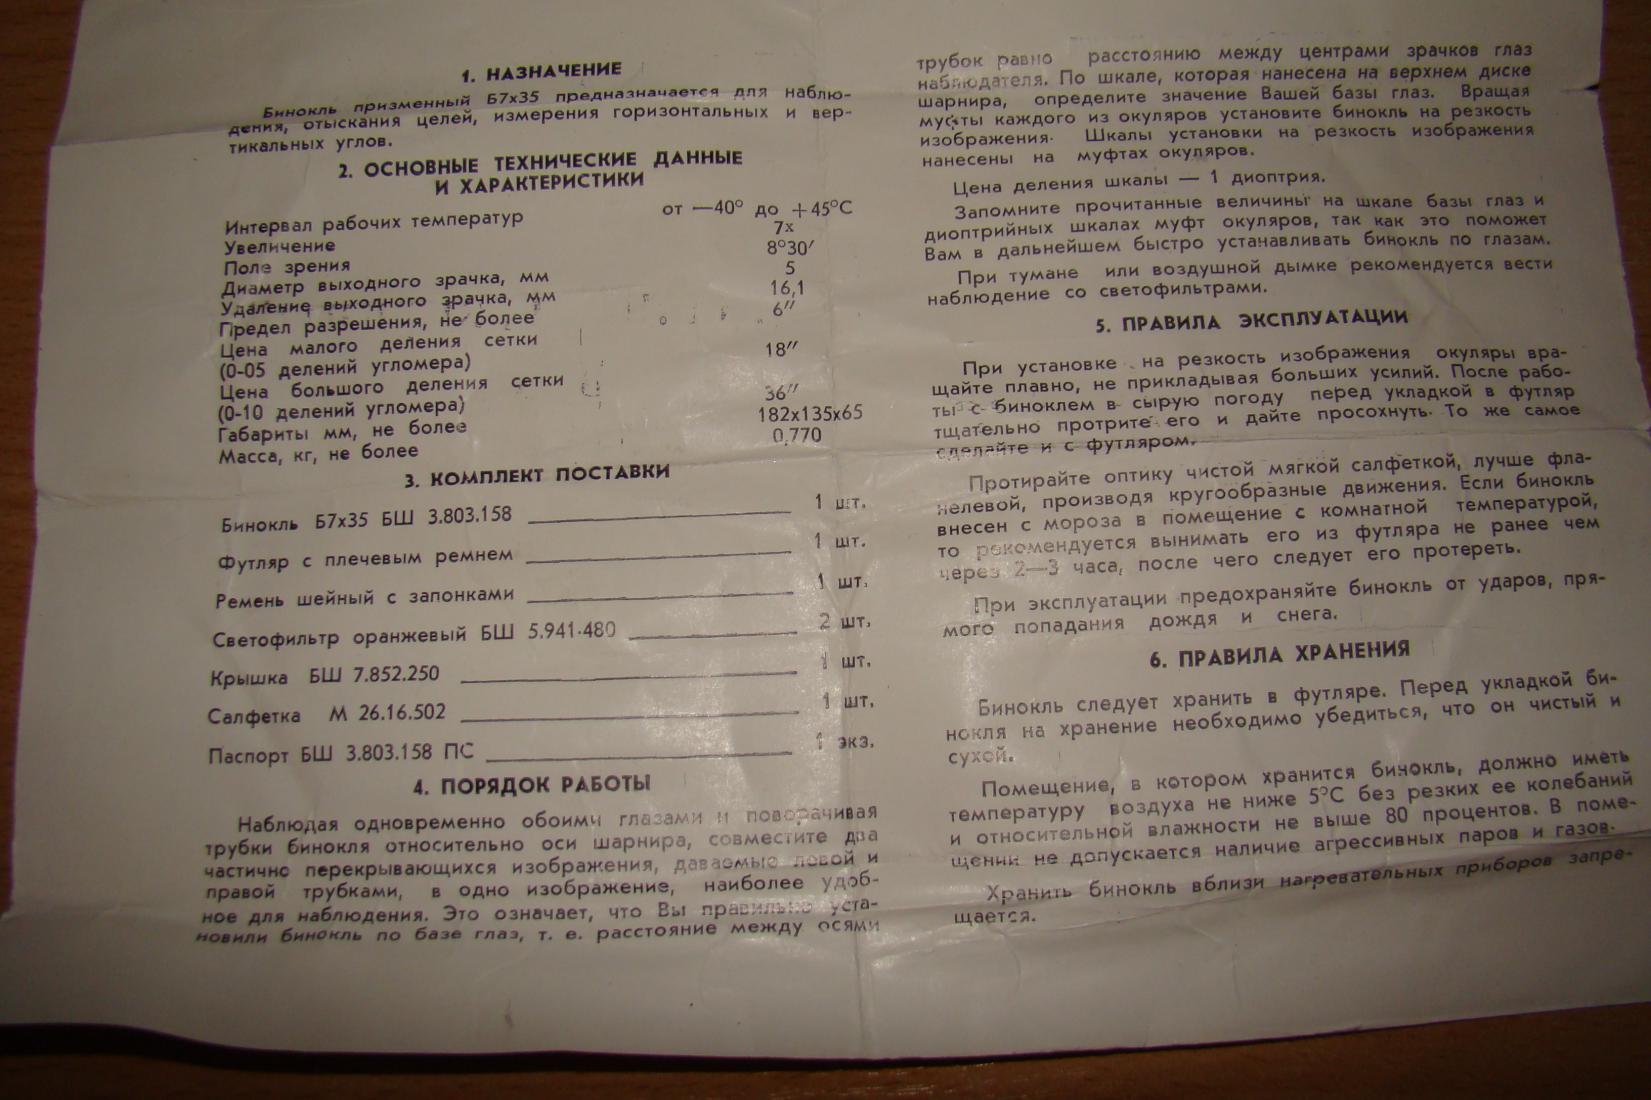 1. НАЗНАЧЕНИЕ
Бинокль призменный Б7х35 предназначается для наблю-
дения, отыскания целей, измерения горизонтальных и вер-
тикальных углов.
2. ОСНОВНЫЕ ТЕХНИЧЕСКИЕ ДАННЫЕ
И ХАРАКТЕРИСТИКИ
Интервал рабочих температур от —40° до +45°С
Увеличение 7х
Поле зрения 8°30′
Диаметр выходного зрачка, мм 5
Удаление выходного зрачка, мм 16,1
Предел разрешения, не более 6″
Цена малого деления сетки
(0-05 делений угломера) 18″
Цена большого деления сетки
(0-10 делений угломера) 36″
Габариты мм, не более 182х135х65
Масса, кг, не более 0,770
3. КОМПЛЕКТ ПОСТАВКИ
Бинокль Б7х35 БШ 3.803.158 1 шт.
Футляр с плечевым ремнем 1 шт.
Ремень шейный с запонками 1 шт.
Светофильтр оранжевый БШ 5.941·480 2 шт.
Крышка БШ 7.852.250 1 шт.
Салфетка М 26.16.502 1 шт.
Паспорт БШ 3.803.158 ПС 1 экз.
4. ПОРЯДОК РАБОТЫ
Наблюдая одновременно обоими глазами и поворачивая
трубки бинокля относительно оси шарнира, совместите два
частично перекрывающихся изображения, даваемые левой и
правой трубками, в одно изображение, наиболее удоб-
ное для наблюдения. Это означает, что Вы правильно уста-
новили бинокль по базе глаз, т. е. расстояние между осями
трубок равно расстоянию между центрами зрачков глаз
наблюдателя. По шкале, которая нанесена на верхнем диске
шарнира, определите значение Вашей базы глаз. Вращая
муфты каждого из окуляров установите бинокль на резкость
изображения. Шкалы установки на резкость изображения
нанесены на муфтах окуляров.
Цена деления шкалы — 1 диоптрия.
Запомните прочитанные величины на шкале базы глаз и
диоптрийных шкалах муфт окуляров, так как это поможет
Вам в дальнейшем быстро устанавливать бинокль по глазам.
При тумане или воздушной дымке рекомендуется вести
наблюдение со светофильтрами.
5. ПРАВИЛА ЭКСПЛУАТАЦИИ
При установке на резкость изображения окуляры вра-
щайте плавно, не прикладывая больших усилий. После рабо-
ты с биноклем в сырую погоду перед укладкой в футляр
тщательно протрите его и дайте просохнуть. То же самое
сделайте и с футляром.
Протирайте оптику чистой мягкой салфеткой, лучше фла-
нелевой, производя кругообразные движения. Если бинокль
внесен с мороза в помещение с комнатной температурой,
то рекомендуется вынимать его из футляра не ранее чем
через 2—3 часа, после чего следует его протереть.
При эксплуатации предохраняйте бинокль от ударов, пря-
мого попадания дождя и снега.
6. ПРАВИЛА ХРАНЕНИЯ
Бинокль следует хранить в футляре. Перед укладкой би-
нокля на хранение необходимо убедиться, что он чистый и
сухой.
Помещение, в котором хранится бинокль, должно иметь
температуру воздуха не ниже 5°С без резких ее колебаний
и относительной влажности не выше 80 процентов. В поме-
щении не допускается наличие агрессивных паров и газов.
Хранить бинокль вблизи нагревательных приборов запре-
щается.